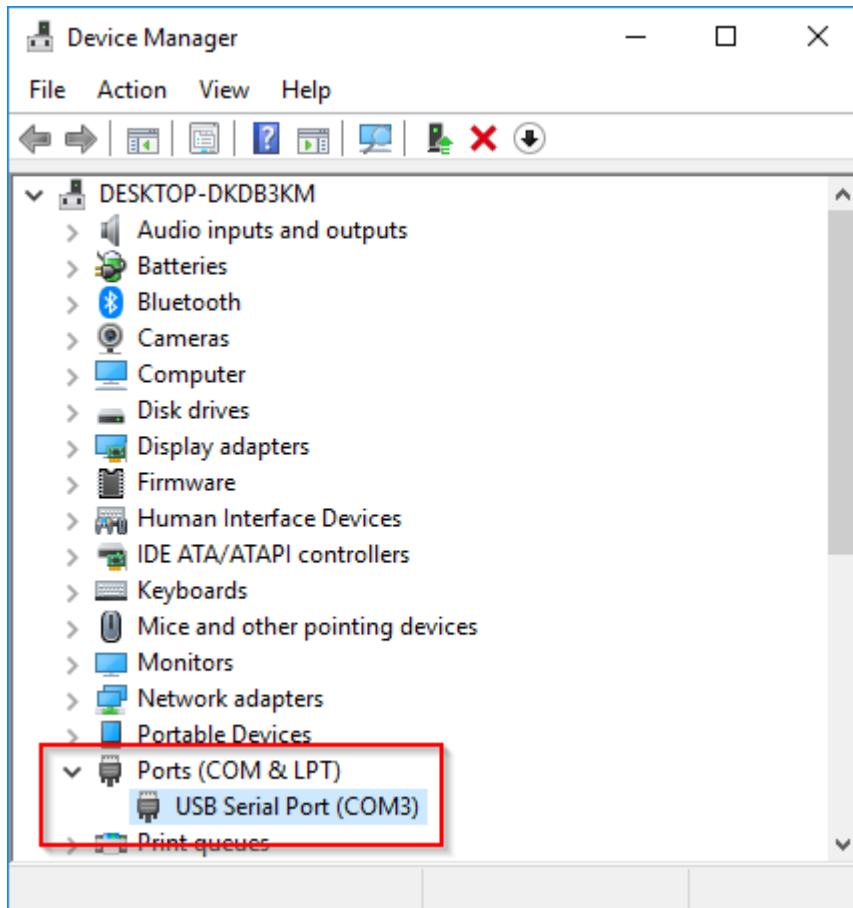 Device Manager
File Action View Help
DESKTOP-DKDB3KM
Audio inputs and outputs
Batteries
Bluetooth
Cameras
Computer
Disk drives
Display adapters
Firmware
Human Interface Devices
IDE ATA/ATAPI controllers
Keyboards
Mice and other pointing devices
Monitors
Network adapters
Portable Devices
Ports (COM & LPT)
USB Serial Port (COM3)
Print queues